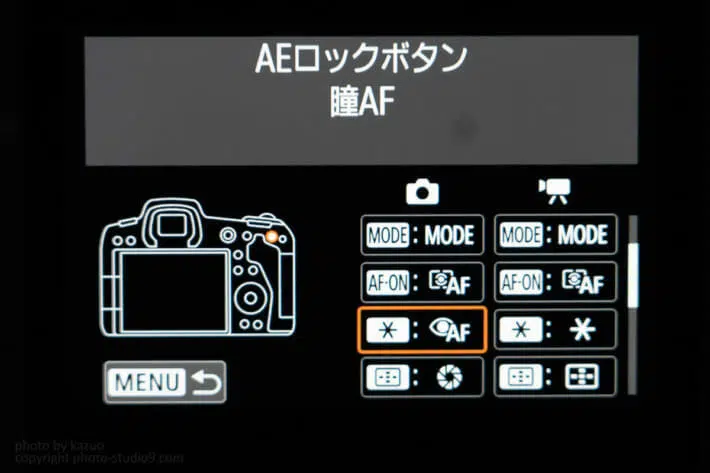 AEロックボタン
瞳AF
MODE : MODE
MODE : MODE
AF-ON : AF
AF-ON : AF
* : AF
* : *
MENU
photo by kazuo
copyright photo-studio9.com